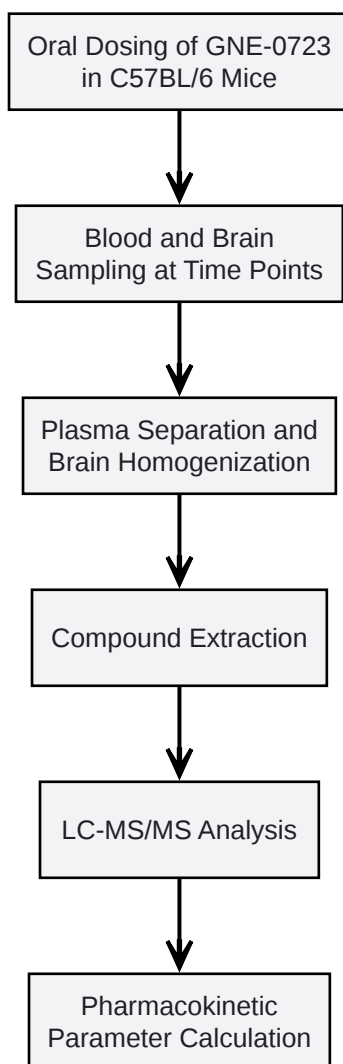 Oral Dosing of GNE-0723
in C57BL/6 Mice
Blood and Brain
Sampling at Time Points
Plasma Separation and
Brain Homogenization
Compound Extraction
LC-MS/MS Analysis
Pharmacokinetic
Parameter Calculation